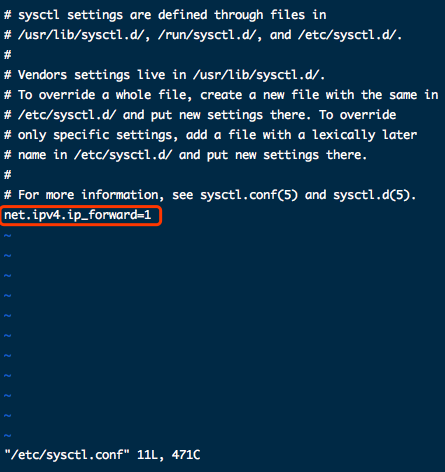 # sysctl settings are defined through files in
# /usr/lib/sysctl.d/, /run/sysctl.d/, and /etc/sysctl.d/.
#
# Vendors settings live in /usr/lib/sysctl.d/.
# To override a whole file, create a new file with the same in
# /etc/sysctl.d/ and put new settings there. To override
# only specific settings, add a file with a lexically later
# name in /etc/sysctl.d/ and put new settings there.
#
# For more information, see sysctl.conf(5) and sysctl.d(5).
net.ipv4.ip_forward=1
~
~
~
~
~
~
~
~
~
~
~
"/etc/sysctl.conf" 11L, 471C